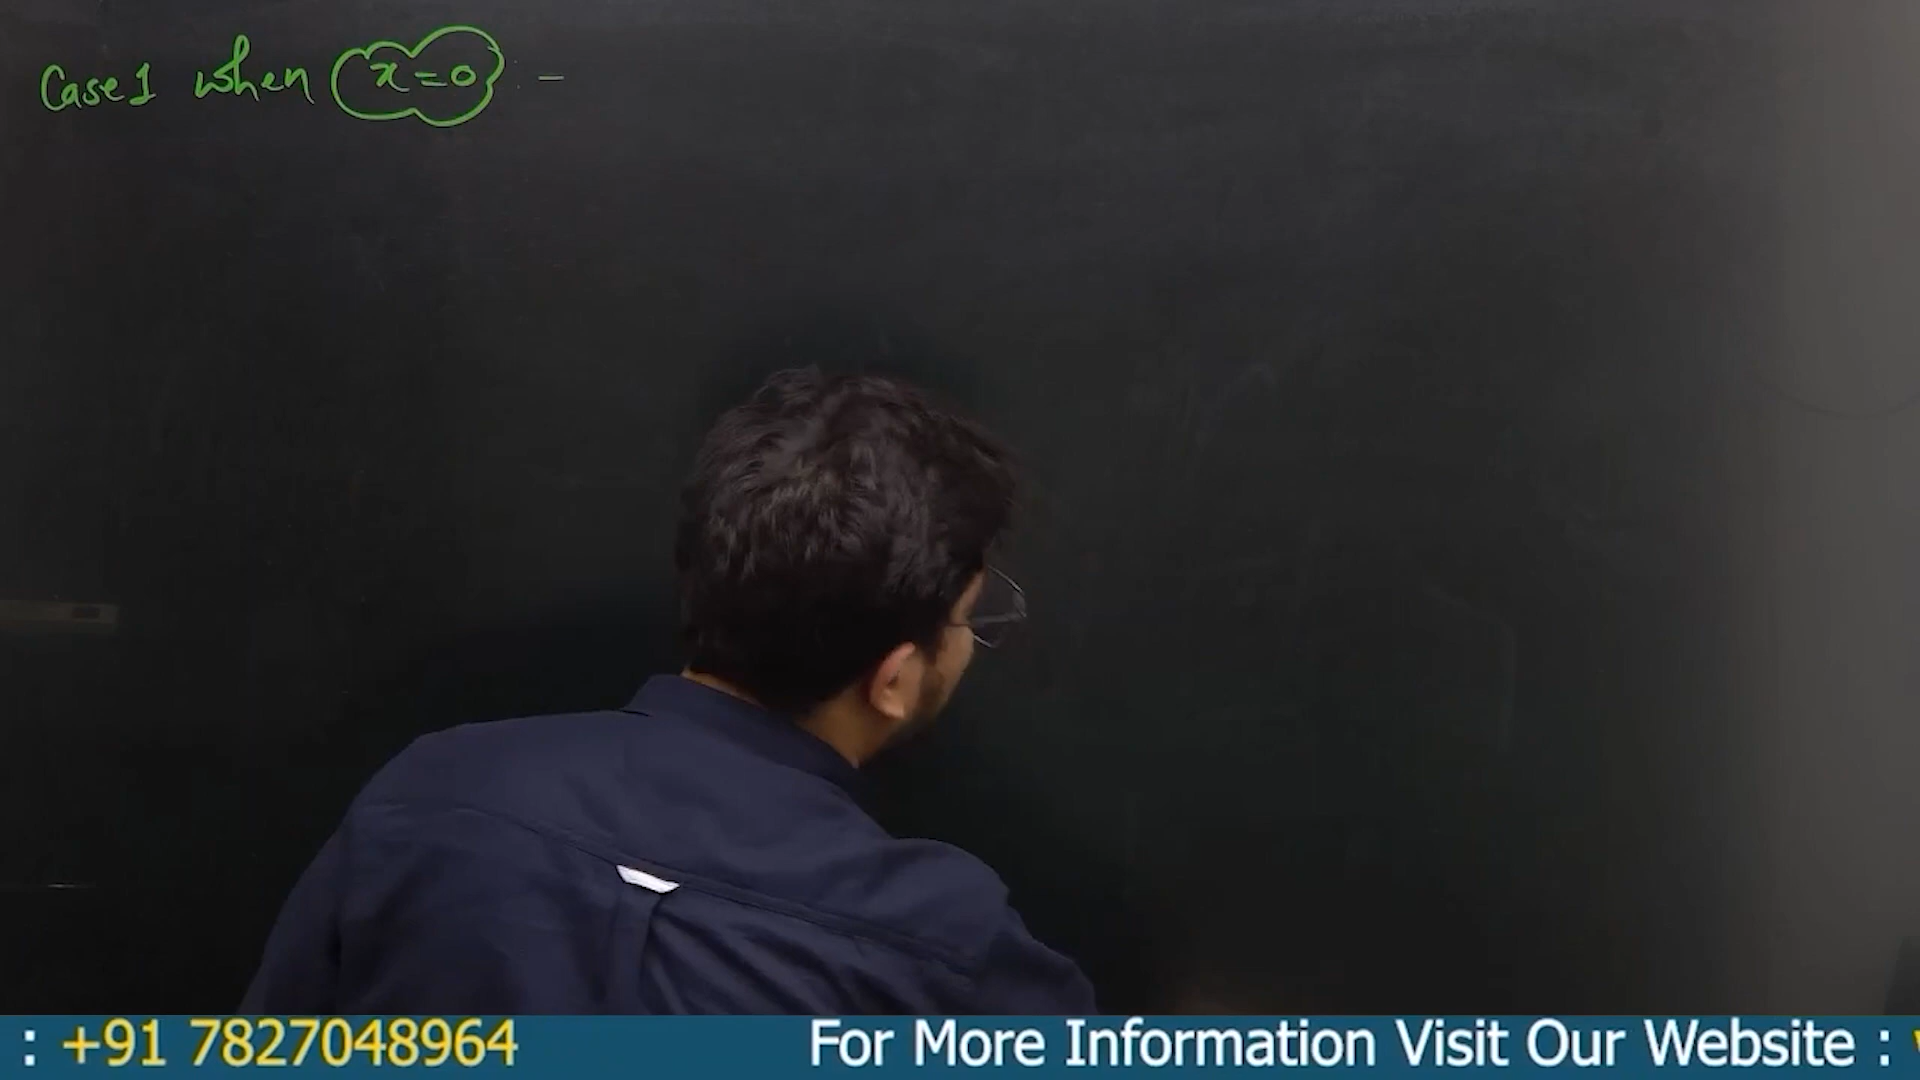 Case 1 when x=0 : -
: +91 7827048964 For More Information Visit Our Website :